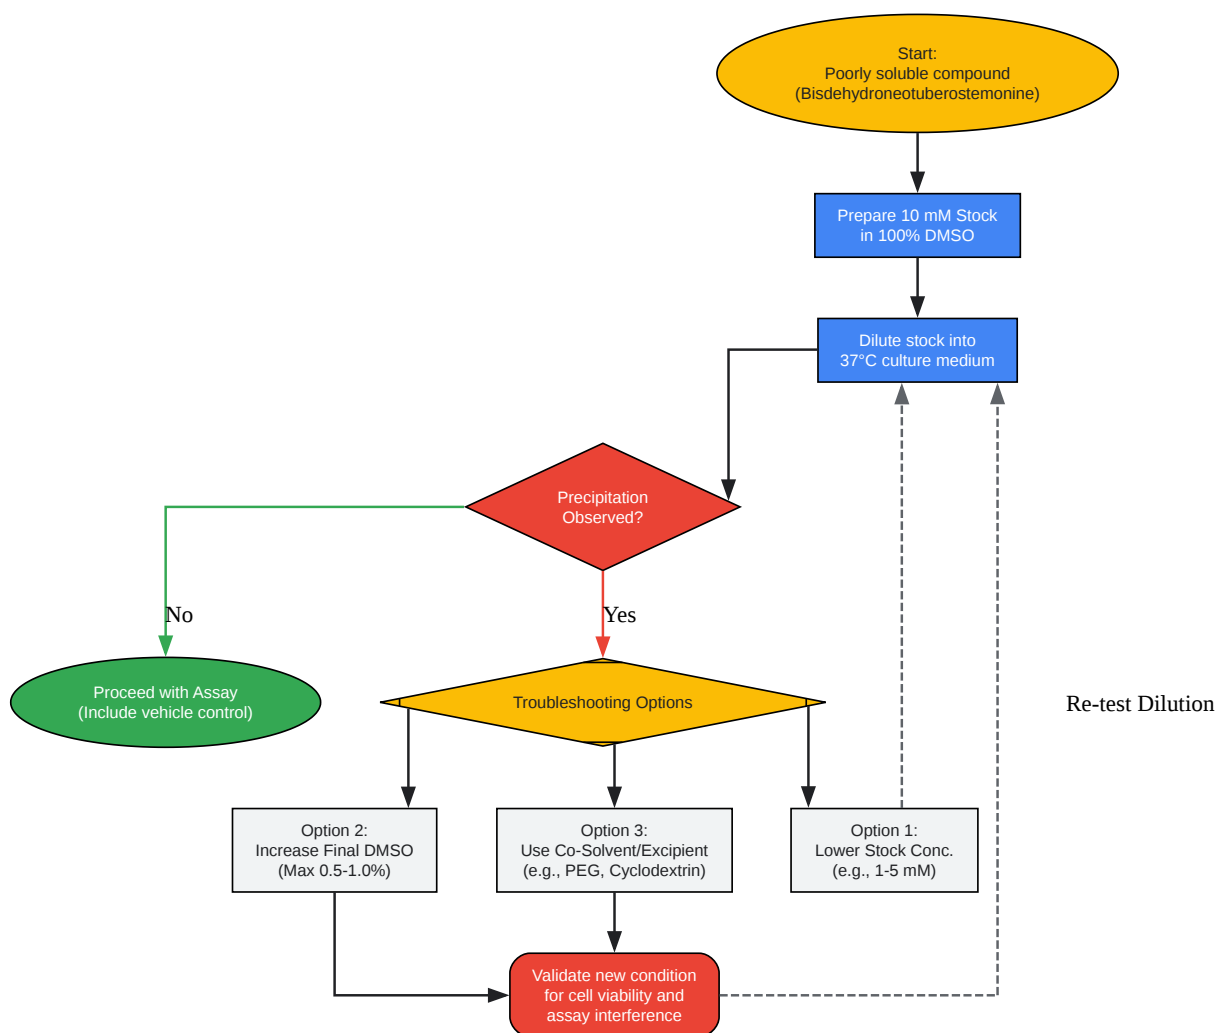 Start:
Poorly soluble compound
(Bisdehydroneotuberostemonine)
Prepare 10 mM Stock
in 100% DMSO
Dilute stock into
37°C culture medium
Precipitation
Observed?
No
Yes
Proceed with Assay
(Include vehicle control)
Troubleshooting Options
Re-test Dilution
Option 2:
Increase Final DMSO
(Max 0.5-1.0%)
Option 3:
Use Co-Solvent/Excipient
(e.g., PEG, Cyclodextrin)
Option 1:
Lower Stock Conc.
(e.g., 1-5 mM)
Validate new condition
for cell viability and
assay interference